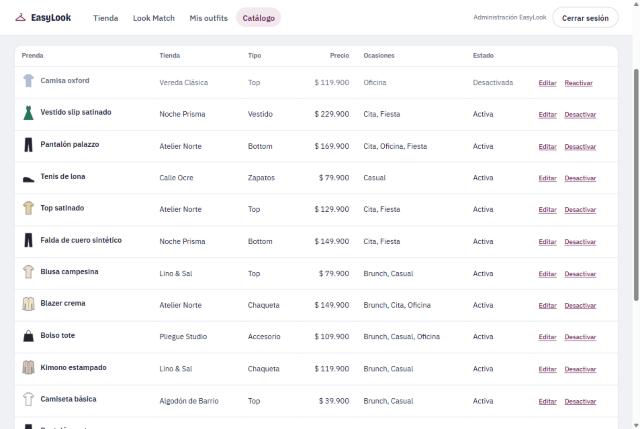 EasyLook Tienda Look Match Mis outfits Catálogo Administración EasyLook Cerrar sesión
Prenda Tienda Tipo Precio Ocasiones Estado
Camisa oxford Vereda Clásica Top $ 119.900 Oficina Desactivada Editar Reactivar
Vestido slip satinado Noche Prisma Vestido $ 229.900 Cita, Fiesta Activa Editar Desactivar
Pantalón palazzo Atelier Norte Bottom $ 169.900 Cita, Oficina, Fiesta Activa Editar Desactivar
Tenis de lona Calle Ocre Zapatos $ 79.900 Casual Activa Editar Desactivar
Top satinado Atelier Norte Top $ 129.900 Cita, Fiesta Activa Editar Desactivar
Falda de cuero sintético Noche Prisma Bottom $ 149.900 Cita, Fiesta Activa Editar Desactivar
Blusa campesina Lino & Sal Top $ 79.900 Brunch, Casual Activa Editar Desactivar
Blazer crema Atelier Norte Chaqueta $ 149.900 Brunch, Cita, Oficina Activa Editar Desactivar
Bolso tote Pliegue Studio Accesorio $ 109.900 Brunch, Casual, Oficina Activa Editar Desactivar
Kimono estampado Lino & Sal Chaqueta $ 119.900 Brunch, Casual Activa Editar Desactivar
Camiseta básica Algodón de Barrio Top $ 39.900 Brunch, Casual Activa Editar Desactivar